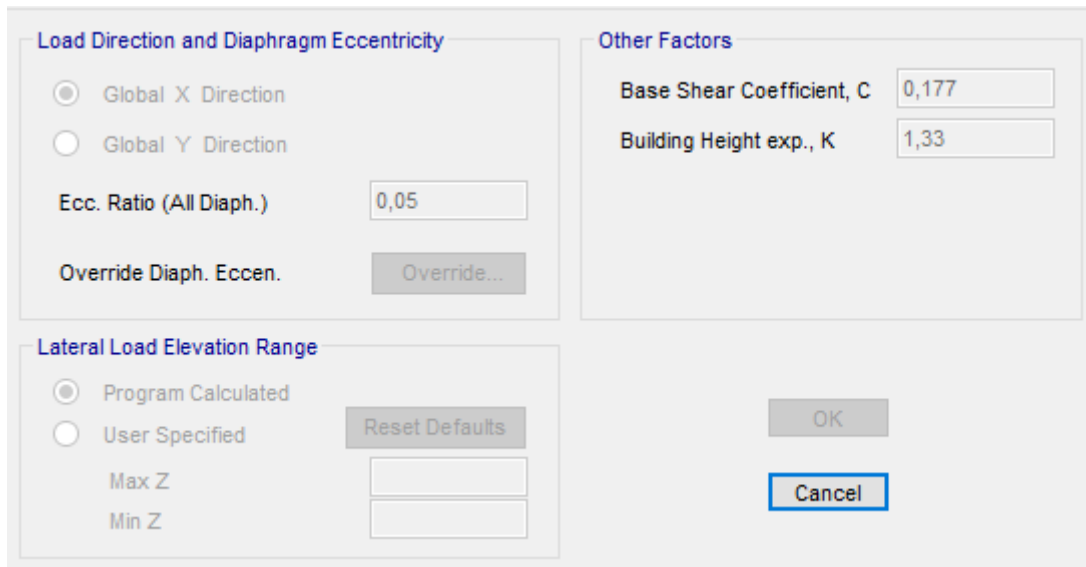 Load Direction and Diaphragm Eccentricity
Global X Direction
Global Y Direction
Ecc. Ratio (All Diaph.) 0,05
Override Diaph. Eccen. Override...
Other Factors
Base Shear Coefficient, C 0,177
Building Height exp., K 1,33
Lateral Load Elevation Range
Program Calculated
User Specified Reset Defaults
Max Z
Min Z
OK
Cancel